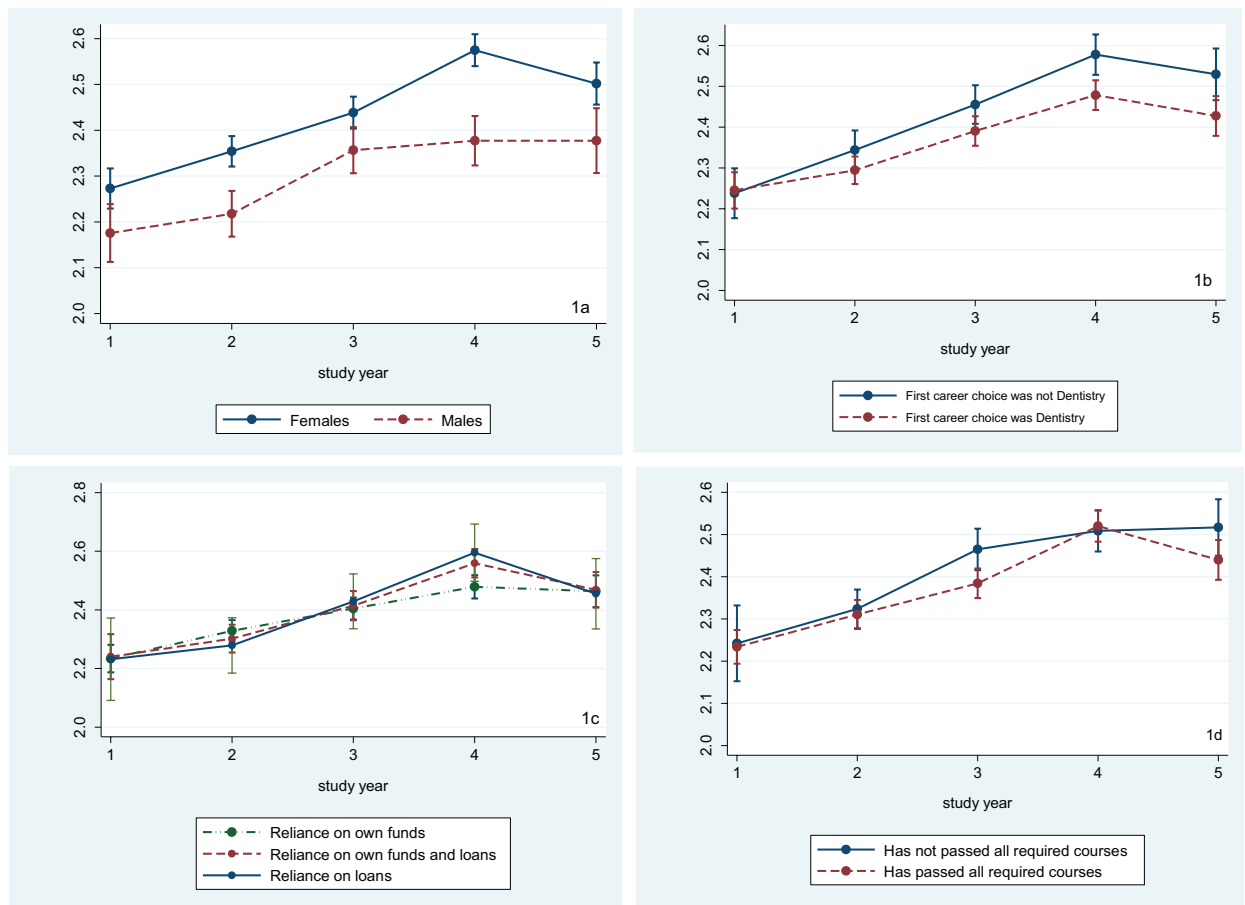 2.6
2.5
2.4
2.3
2.2
2.1
2.0
1a
1 2 3 4 5
study year
Females Males
2.6
2.5
2.4
2.3
2.2
2.1
2.0
1b
1 2 3 4 5
study year
First career choice was not Dentistry
First career choice was Dentistry
2.8
2.6
2.4
2.2
2.0
1c
1 2 3 4 5
study year
Reliance on own funds
Reliance on own funds and loans
Reliance on loans
2.6
2.5
2.4
2.3
2.2
2.1
2.0
1d
1 2 3 4 5
study year
Has not passed all required courses
Has passed all required courses